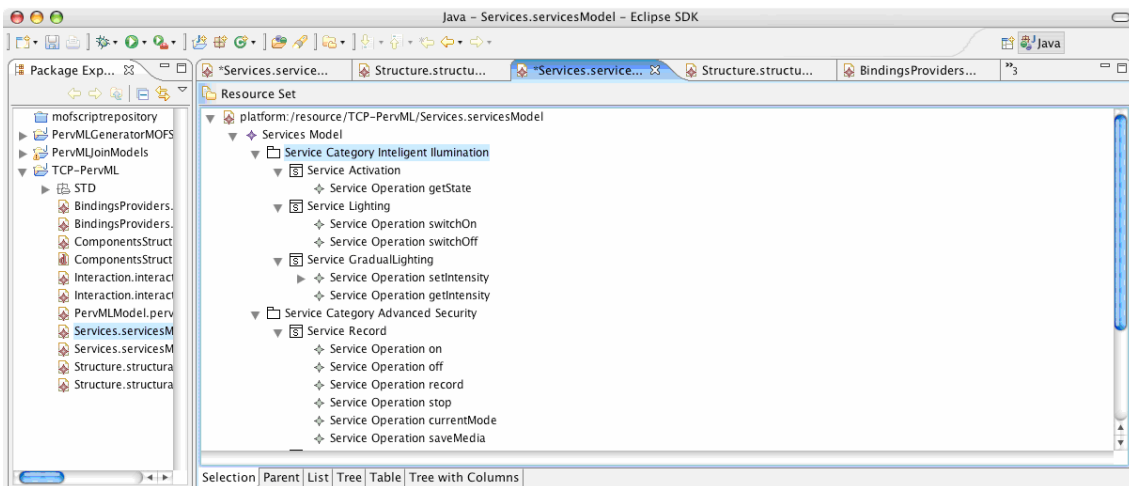 Java – Services.servicesModel – Eclipse SDK
Java
Package Exp...
*Services.service...
Structure.structu...
*Services.service...
Structure.structu...
BindingsProviders...
»3
Resource Set
mofscriptrepository
PervMLGeneratorMOFS
PervMLJoinModels
TCP-PervML
STD
BindingsProviders.
BindingsProviders.
ComponentsStruct
ComponentsStruct
Interaction.interact
Interaction.interact
PervMLModel.perv
Services.servicesM
Services.servicesM
Structure.structura
Structure.structura
platform:/resource/TCP-PervML/Services.servicesModel
Services Model
Service Category Inteligent Ilumination
Service Activation
Service Operation getState
Service Lighting
Service Operation switchOn
Service Operation switchOff
Service GradualLighting
Service Operation setIntensity
Service Operation getIntensity
Service Category Advanced Security
Service Record
Service Operation on
Service Operation off
Service Operation record
Service Operation stop
Service Operation currentMode
Service Operation saveMedia
Selection Parent List Tree Table Tree with Columns